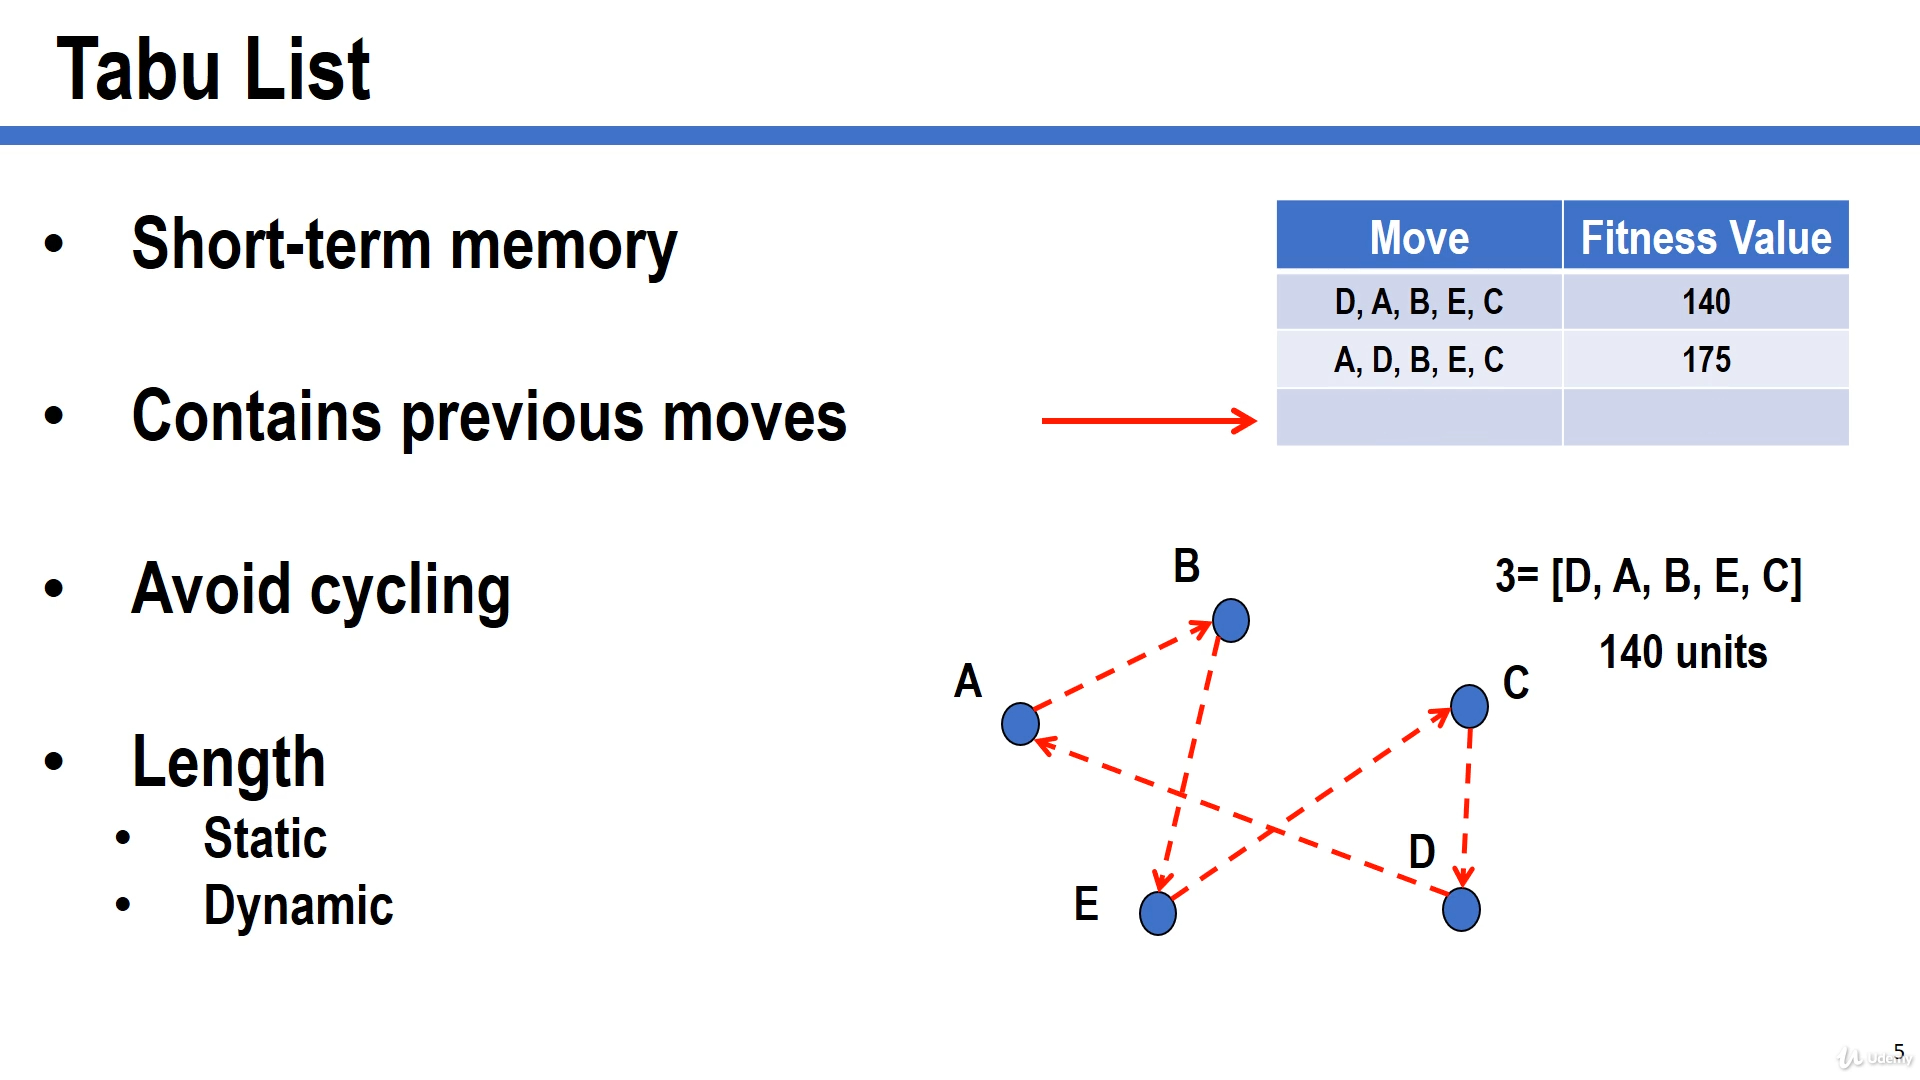 Tabu List
• Short-term memory
• Contains previous moves
• Avoid cycling
• Length
• Static
• Dynamic
Move Fitness Value
D, A, B, E, C 140
A, D, B, E, C 175
3= [D, A, B, E, C]
140 units
B
A
C
D
E
5
Udemy